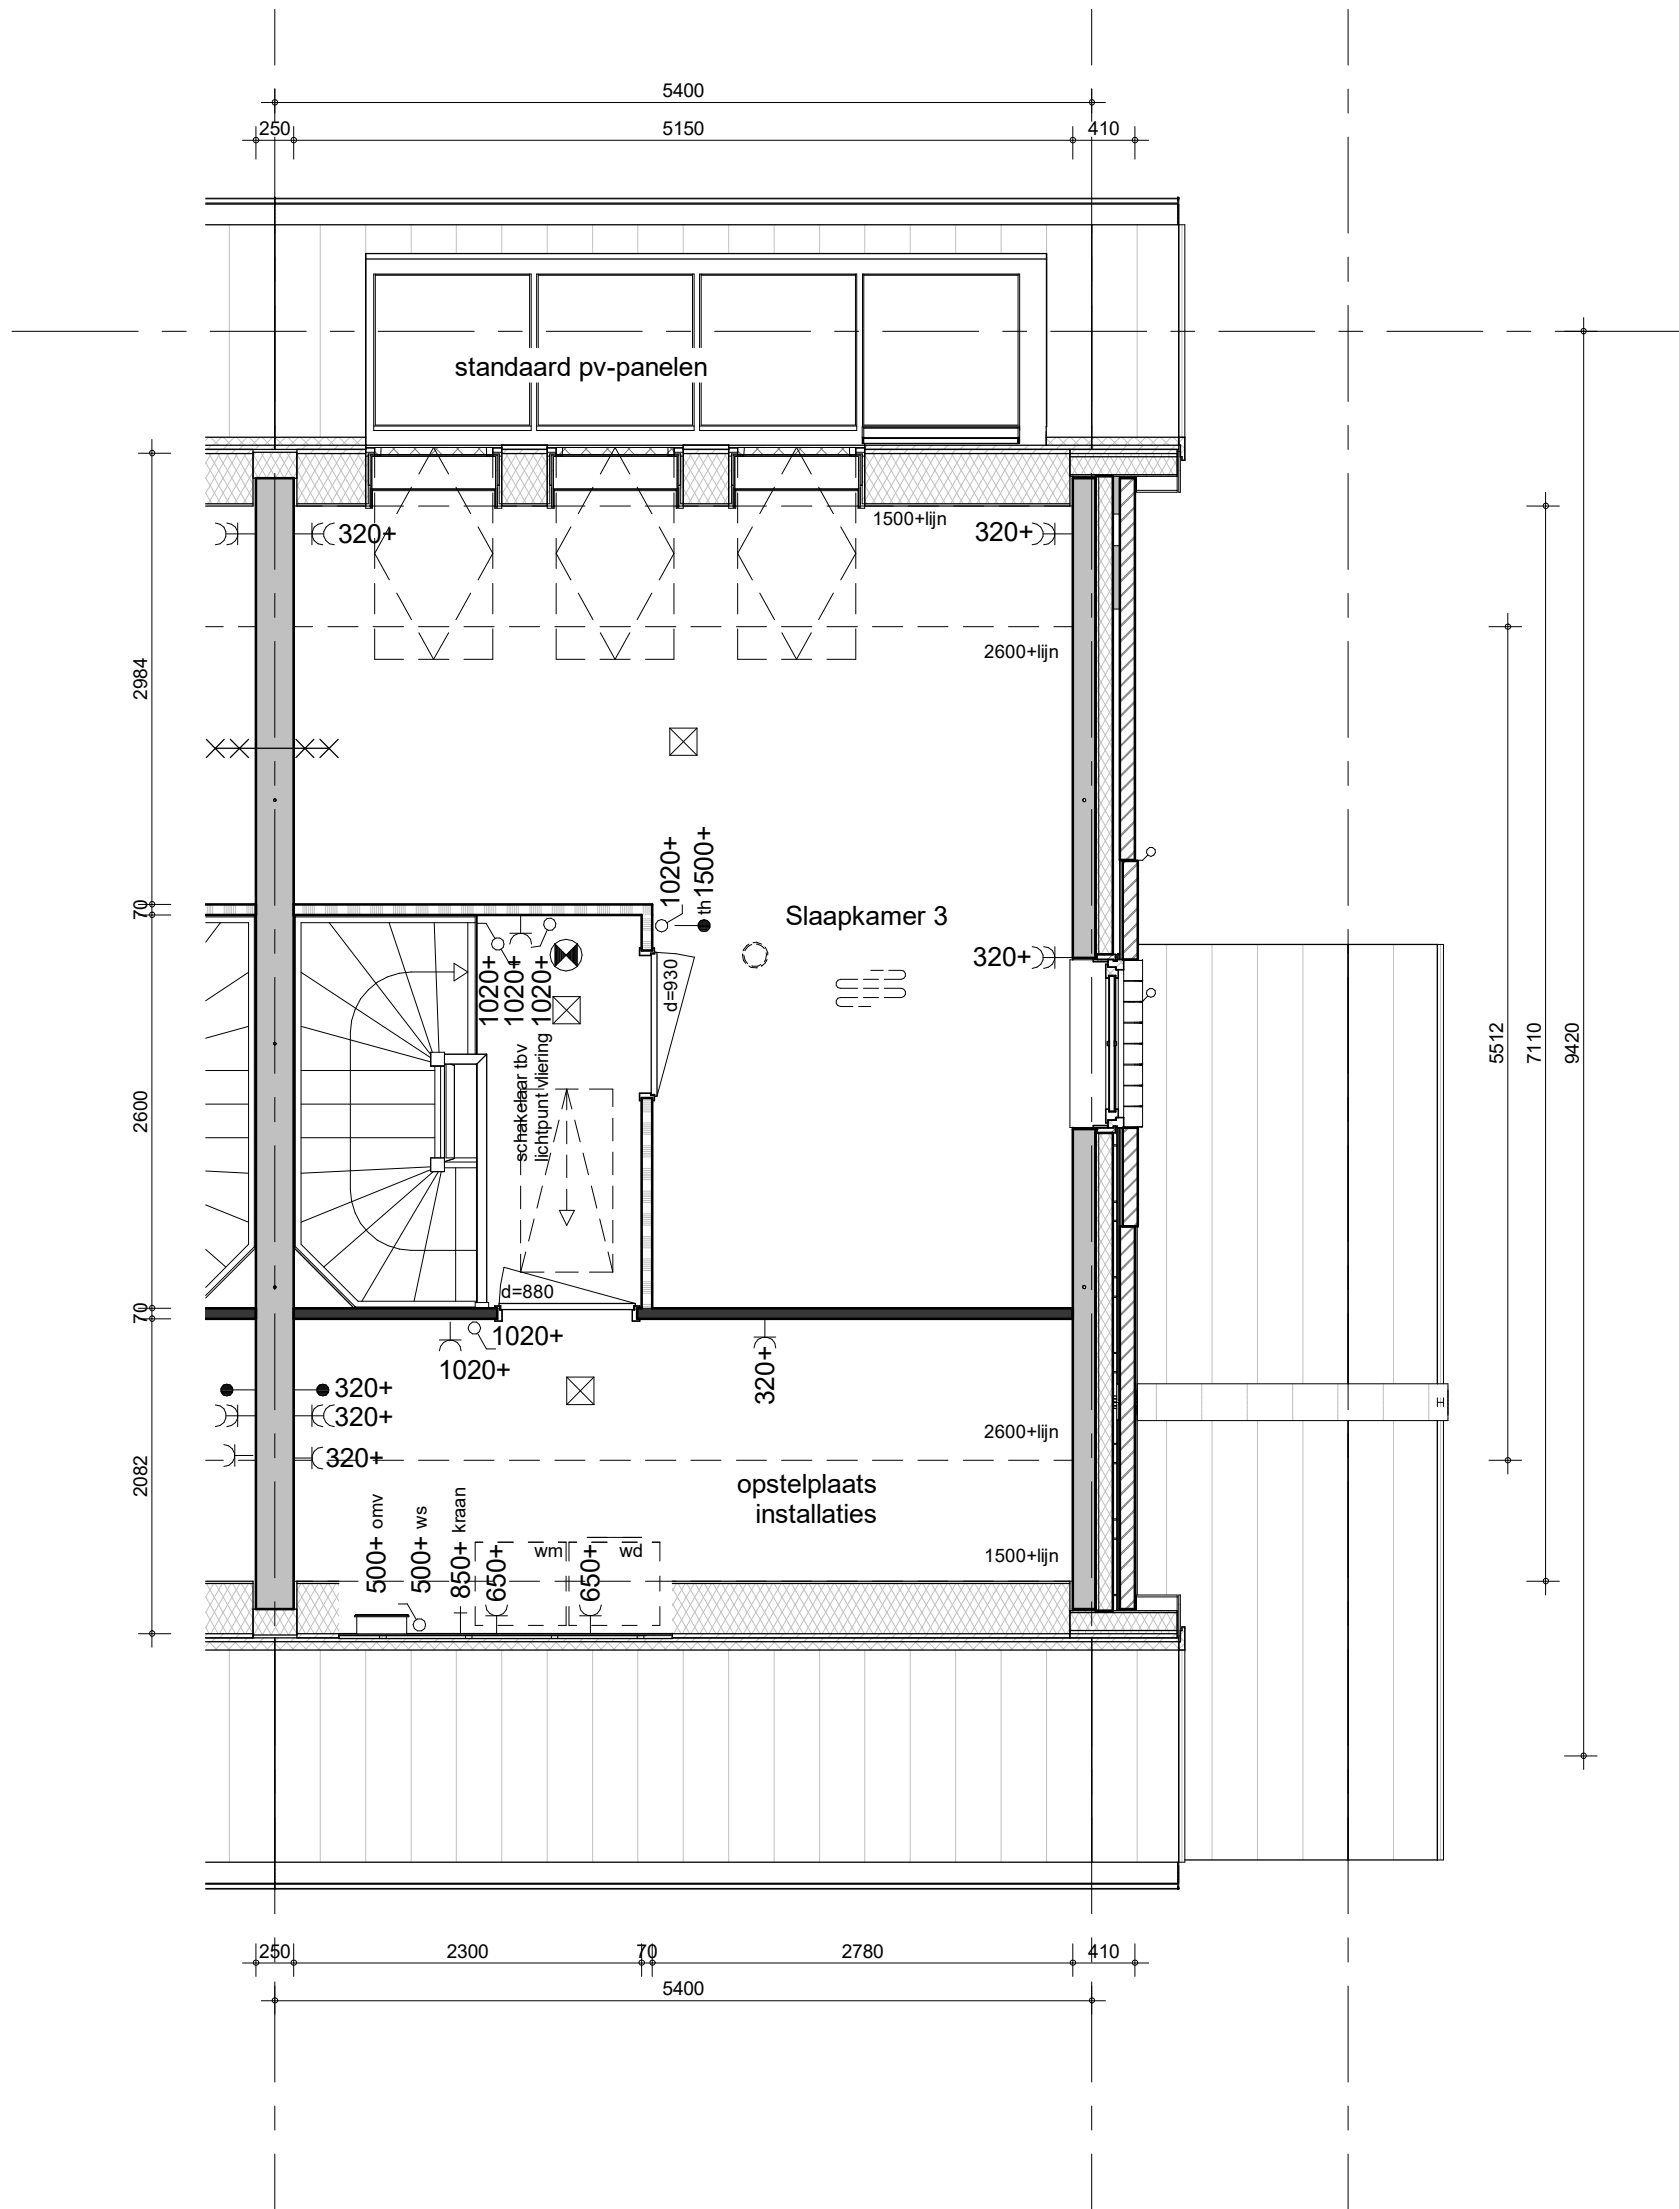 5400
250
5150
410
standaard pv-panelen
320+
1500+lijn
320+
2600+lijn
2984
1020+
th 1500+
Slaapkamer 3
70
320+
d=930
1020+
1020+
1020+
schakelaar tbv
lichtpunt vliering
5512
7110
9420
2600
d=880
70
1020+
1020+
320+
320+
320+
320+
2600+lijn
2082
opstelplaats
installaties
500+ omv
500+ ws
850+ kraan
650+
wm
650+
wd
1500+lijn
250
2300
70
2780
410
5400